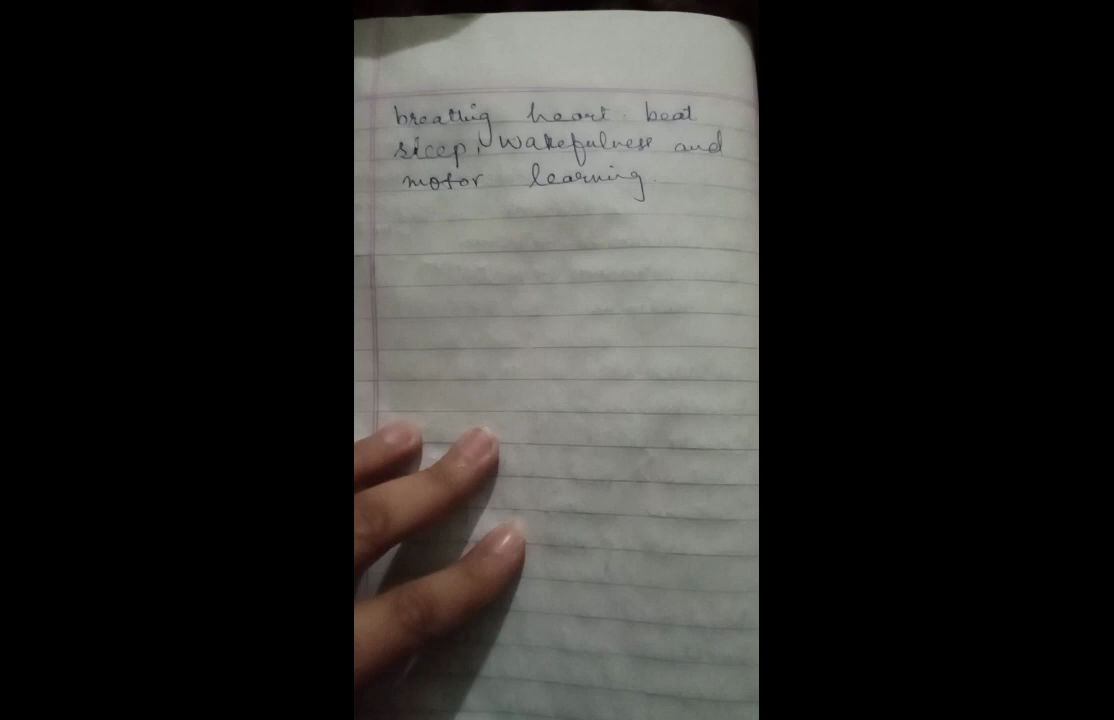 breathing heart beat
sleep, wakefulness and
motor learning.